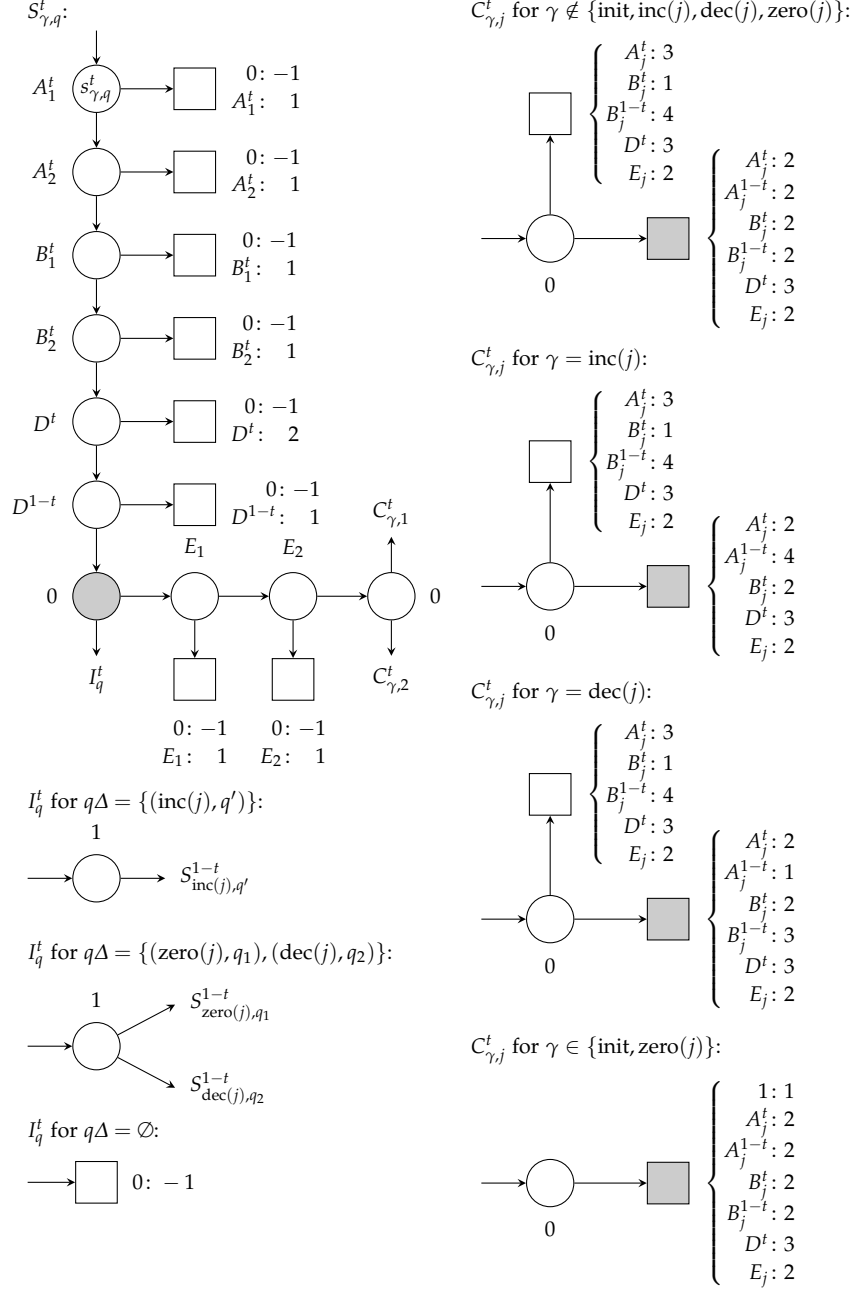 S^t_{γ,q}:
A^t_1
s^t_{γ,q}
0: −1
A^t_1: 1
A^t_2
0: −1
A^t_2: 1
B^t_1
0: −1
B^t_1: 1
B^t_2
0: −1
B^t_2: 1
D^t
0: −1
D^t: 2
D^{1−t}
0: −1
D^{1−t}: 1
C^t_{γ,1}
E_1
E_2
0
0
I^t_q
C^t_{γ,2}
0: −1
E_1: 1
0: −1
E_2: 1
I^t_q for qΔ = {(inc(j), q′)}:
1
S^{1−t}_{inc(j),q′}
I^t_q for qΔ = {(zero(j), q_1), (dec(j), q_2)}:
1
S^{1−t}_{zero(j),q_1}
S^{1−t}_{dec(j),q_2}
I^t_q for qΔ = ∅:
0: −1
C^t_{γ,j} for γ ∉ {init, inc(j), dec(j), zero(j)}:
A^t_j: 3
B^t_j: 1
B^{1−t}_j: 4
D^t: 3
E_j: 2
A^t_j: 2
A^{1−t}_j: 2
B^t_j: 2
B^{1−t}_j: 2
D^t: 3
E_j: 2
0
C^t_{γ,j} for γ = inc(j):
A^t_j: 3
B^t_j: 1
B^{1−t}_j: 4
D^t: 3
E_j: 2
A^t_j: 2
A^{1−t}_j: 4
B^t_j: 2
D^t: 3
E_j: 2
0
C^t_{γ,j} for γ = dec(j):
A^t_j: 3
B^t_j: 1
B^{1−t}_j: 4
D^t: 3
E_j: 2
A^t_j: 2
A^{1−t}_j: 1
B^t_j: 2
B^{1−t}_j: 3
D^t: 3
E_j: 2
0
C^t_{γ,j} for γ ∈ {init, zero(j)}:
1: 1
A^t_j: 2
A^{1−t}_j: 2
B^t_j: 2
B^{1−t}_j: 2
D^t: 3
E_j: 2
0